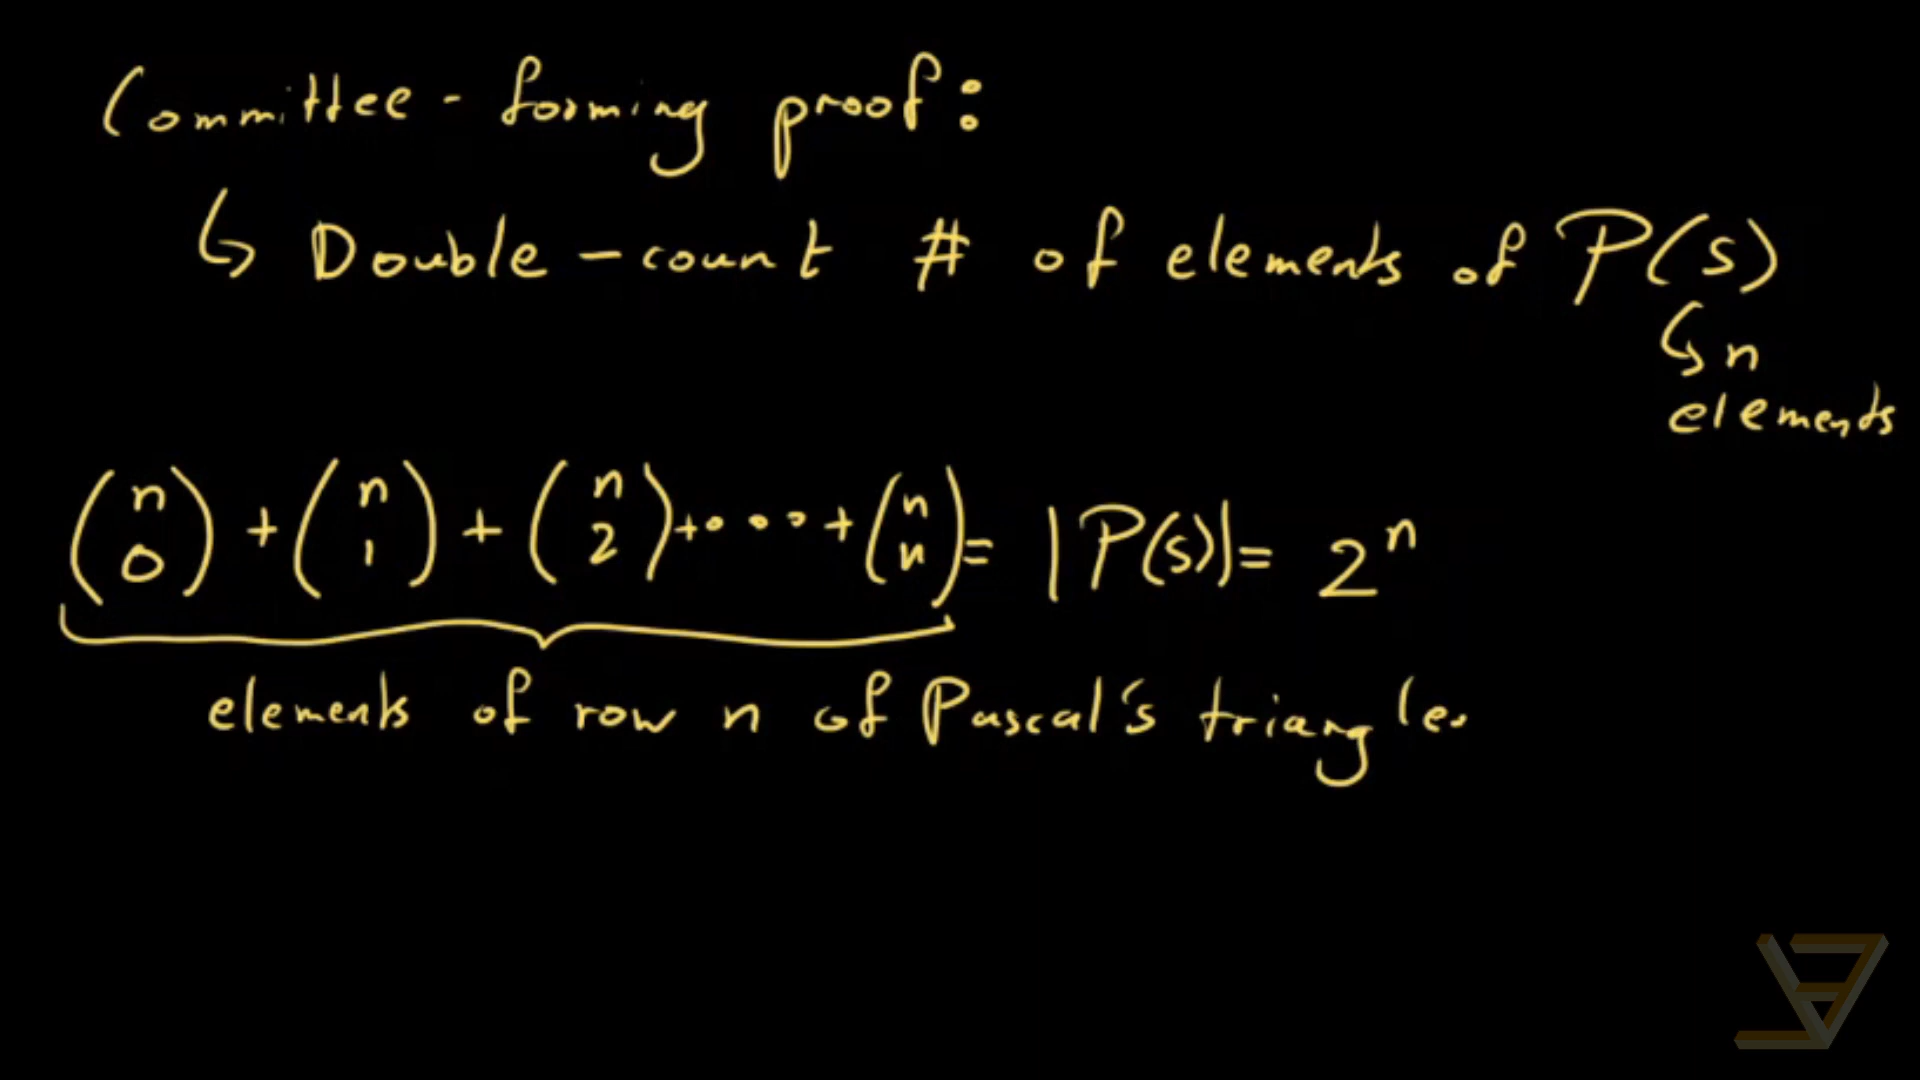 Committee-forming proof:
↳ Double-count # of elements of P(s)
↳ n
elements
(n 0) + (n 1) + (n 2) + ... + (n n) = |P(s)| = 2^n
elements of row n of Pascal's triangle.